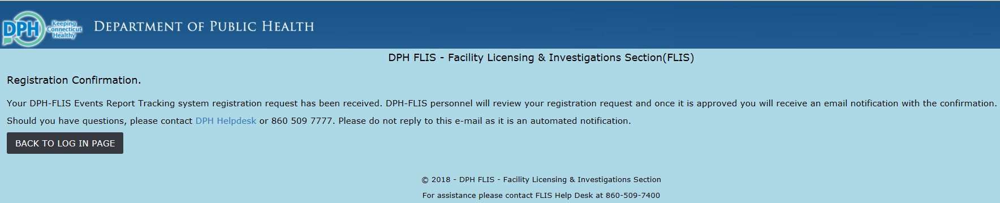 DPH Keeping
Connecticut
Healthy
DEPARTMENT OF PUBLIC HEALTH
DPH FLIS - Facility Licensing & Investigations Section(FLIS)
Registration Confirmation.
Your DPH-FLIS Events Report Tracking system registration request has been received. DPH-FLIS personnel will review your registration request and once it is approved you will receive an email notification with the confirmation.
Should you have questions, please contact DPH Helpdesk or 860 509 7777. Please do not reply to this e-mail as it is an automated notification.
BACK TO LOG IN PAGE
© 2018 - DPH FLIS - Facility Licensing & Investigations Section
For assistance please contact FLIS Help Desk at 860-509-7400